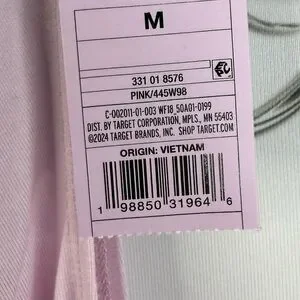 M
331 01 8576
PINK/445W98
C-002011-01-003 WF18 50A01-0199
DIST. BY TARGET CORPORATION, MPLS, MN 55403
©2024 TARGET BRANDS, INC. SHOP TARGET.COM
ORIGIN: VIETNAM
1 98850 31964 6